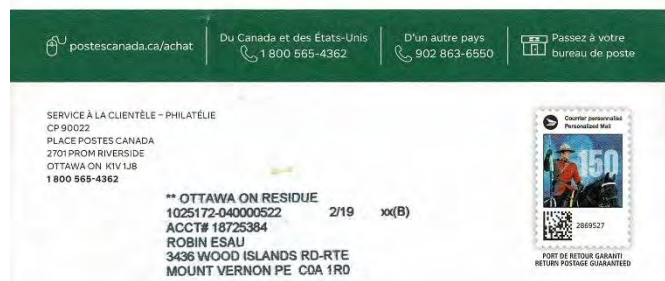 postescanada.ca/achat
Du Canada et des États-Unis
1 800 565-4362
D'un autre pays
902 863-6550
Passez à votre
bureau de poste
SERVICE À LA CLIENTÈLE – PHILATÉLIE
CP 90022
PLACE POSTES CANADA
2701 PROM RIVERSIDE
OTTAWA ON K1V 1J8
1 800 565-4362
** OTTAWA ON RESIDUE
1025172-040000522 2/19 xx(B)
ACCT# 18725384
ROBIN ESAU
3436 WOOD ISLANDS RD-RTE
MOUNT VERNON PE C0A 1R0
Courrier personnalisé
Personalized Mail
150
2869527
PORT DE RETOUR GARANTI
RETURN POSTAGE GUARANTEED